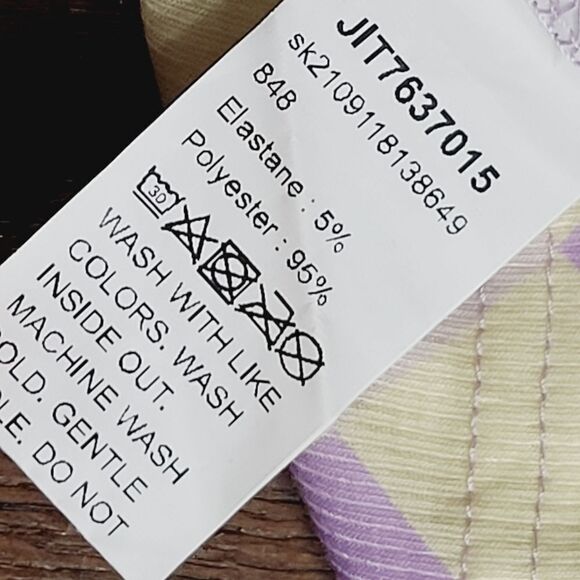 JIT7637015
sk2109118138649
848
Elastane : 5%
Polyester : 95%
30
WASH WITH LIKE
COLORS. WASH
INSIDE OUT.
MACHINE WASH
OLD. GENTLE
LE. DO NOT